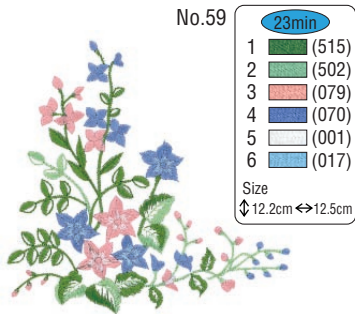 No.59
23min
1 (515)
2 (502)
3 (079)
4 (070)
5 (001)
6 (017)
Size
↕12.2cm ↔12.5cm